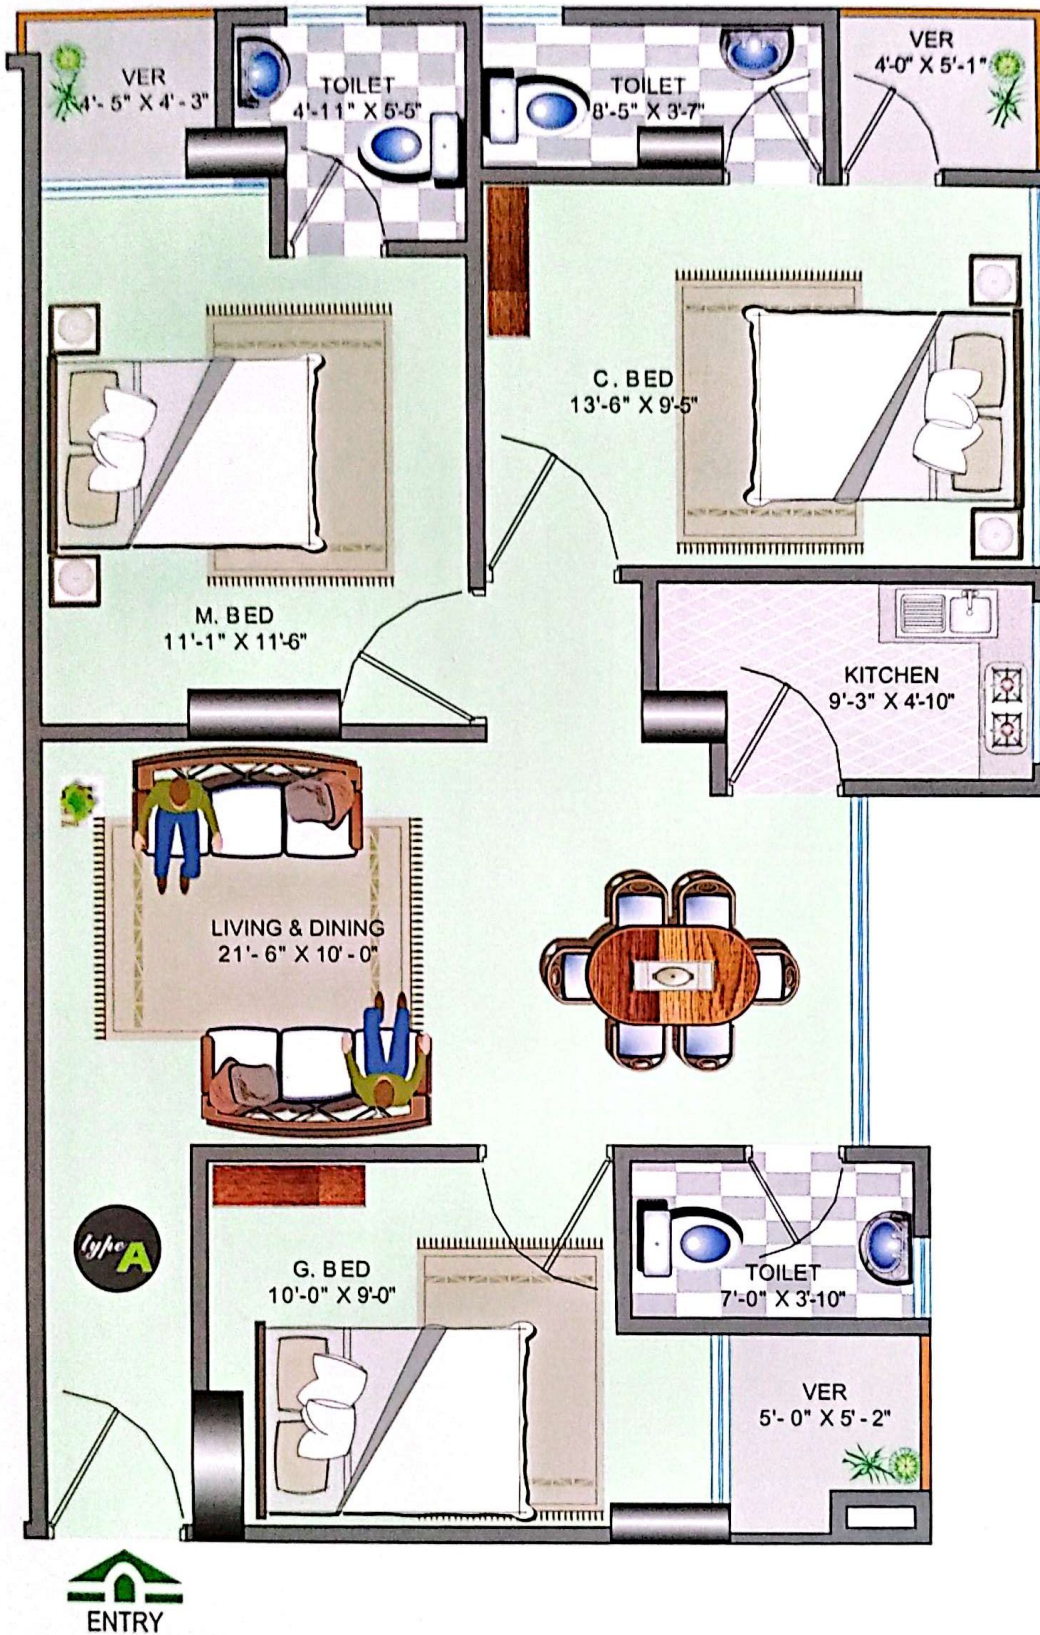 VER
4'- 5" X 4' - 3"
TOILET
4'-11" X 5'-5"
TOILET
8'-5" X 3'-7"
VER
4'-0" X 5'-1"
C. BED
13'-6" X 9'-5"
M. BED
11'-1" X 11'-6"
KITCHEN
9'-3" X 4'-10"
LIVING & DINING
21'- 6" X 10' - 0"
type A
G. BED
10'-0" X 9'-0"
TOILET
7'-0" X 3'-10"
VER
5'- 0" X 5' - 2"
ENTRY